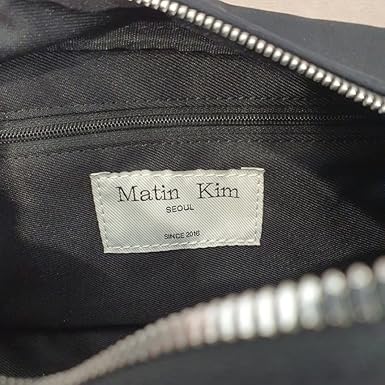 Matin Kim
SEOUL
SINCE 2016